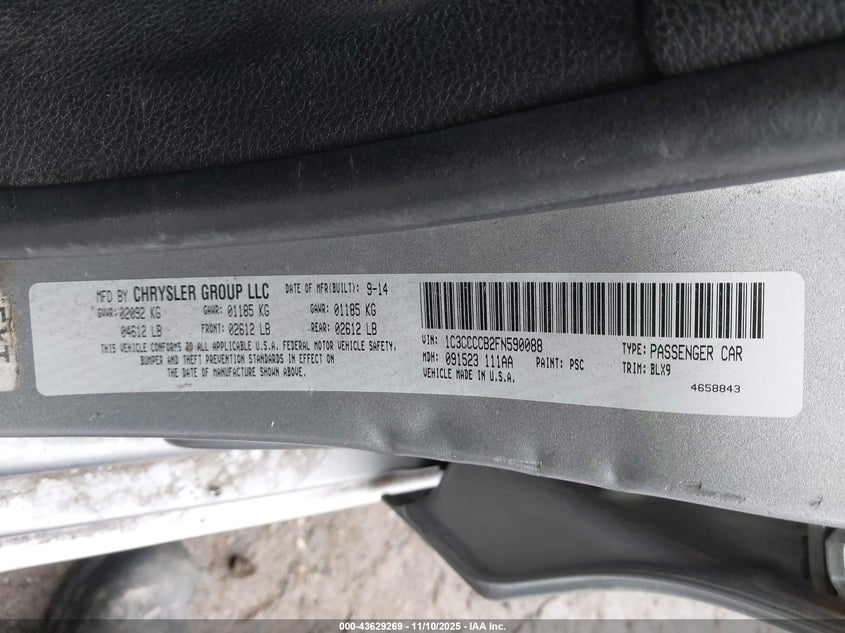 MFD BY CHRYSLER GROUP LLC DATE OF MFR(BUILT): 9-14
GVWR: 02092 KG GAWR: 01185 KG GAWR: 01185 KG
04612 LB FRONT: 02612 LB REAR: 02612 LB
THIS VEHICLE CONFORMS TO ALL APPLICABLE U.S.A. FEDERAL MOTOR VEHICLE SAFETY,
BUMPER AND THEFT PREVENTION STANDARDS IN EFFECT ON
THE DATE OF MANUFACTURE SHOWN ABOVE.
VIN: 1C3CCCCB2FN590088 TYPE: PASSENGER CAR
MDH: 091523 111AA PAINT: PSC TRIM: BLX9
VEHICLE MADE IN U.S.A.
4658843
000-43629269 - 11/10/2025 - IAA Inc.